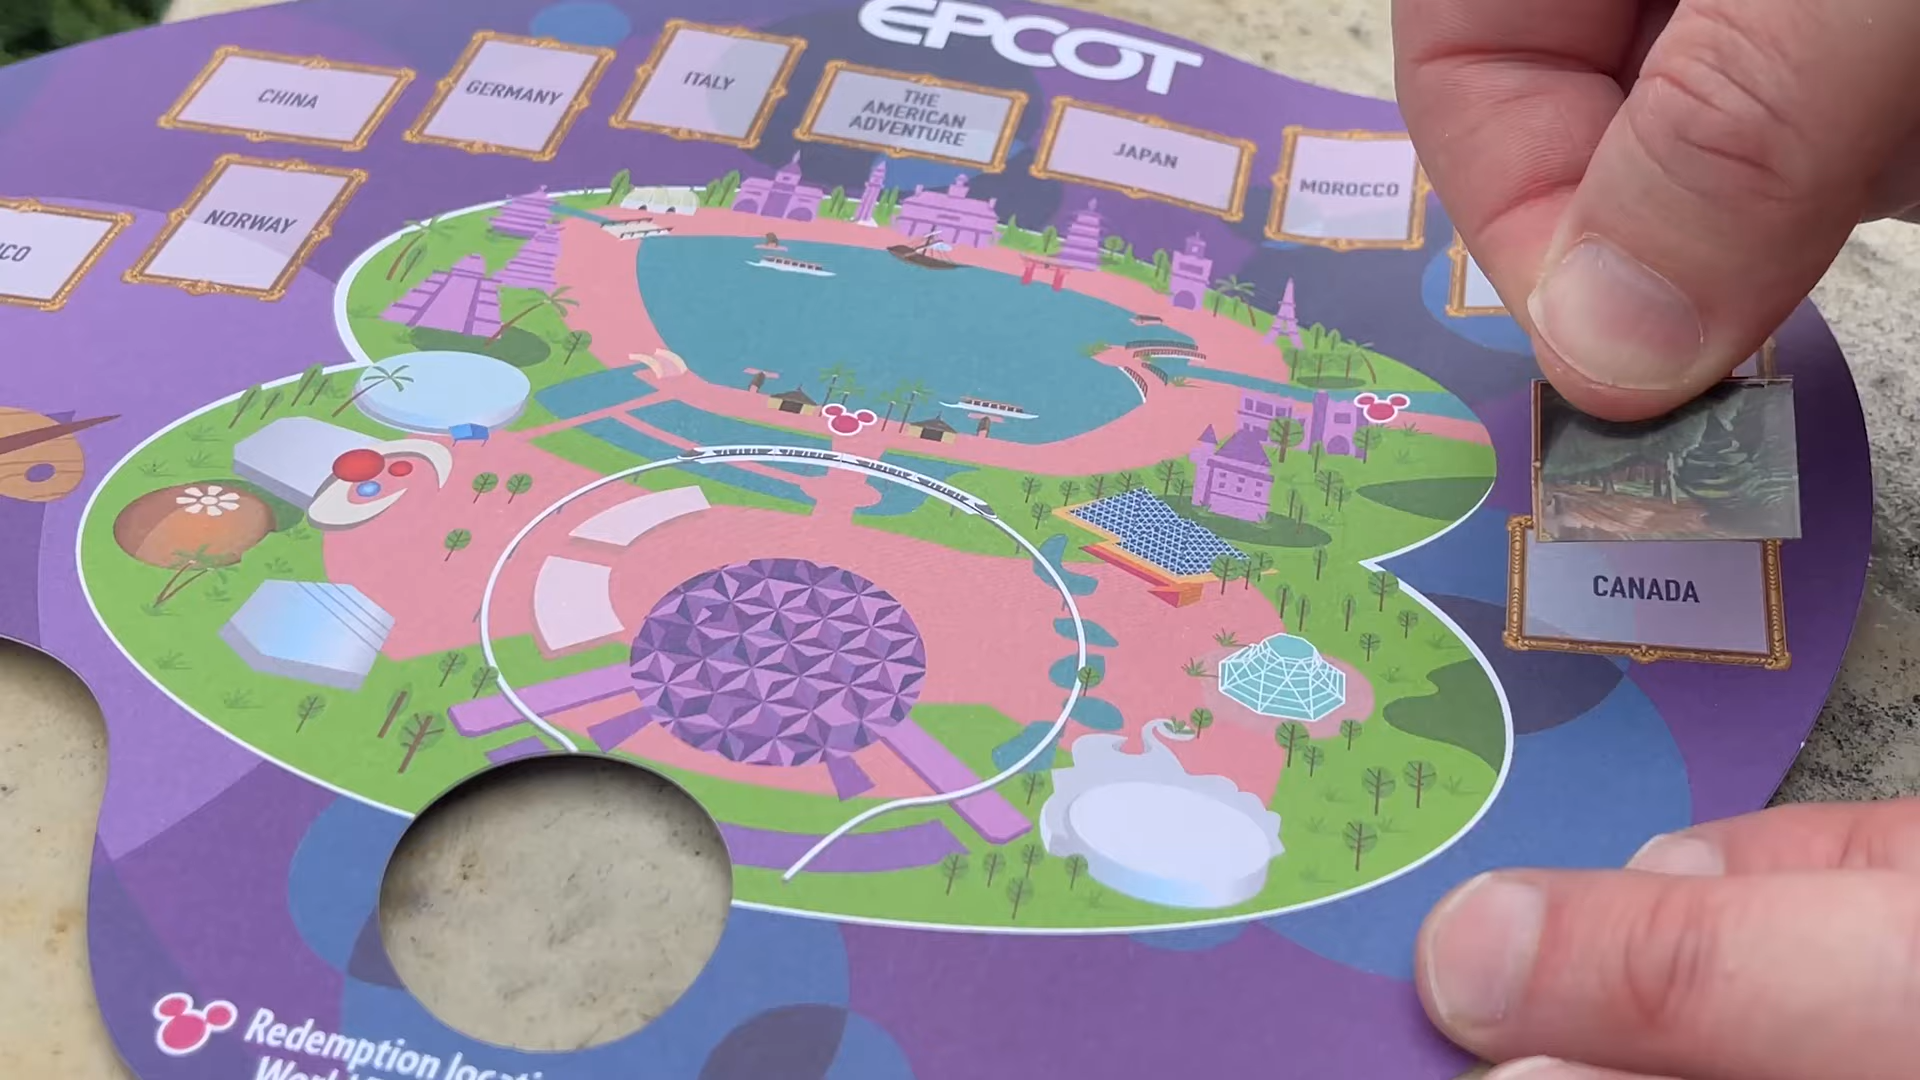 EPCOT
CHINA
GERMANY
ITALY
THE
AMERICAN
ADVENTURE
JAPAN
MOROCCO
NORWAY
CANADA
Redemption